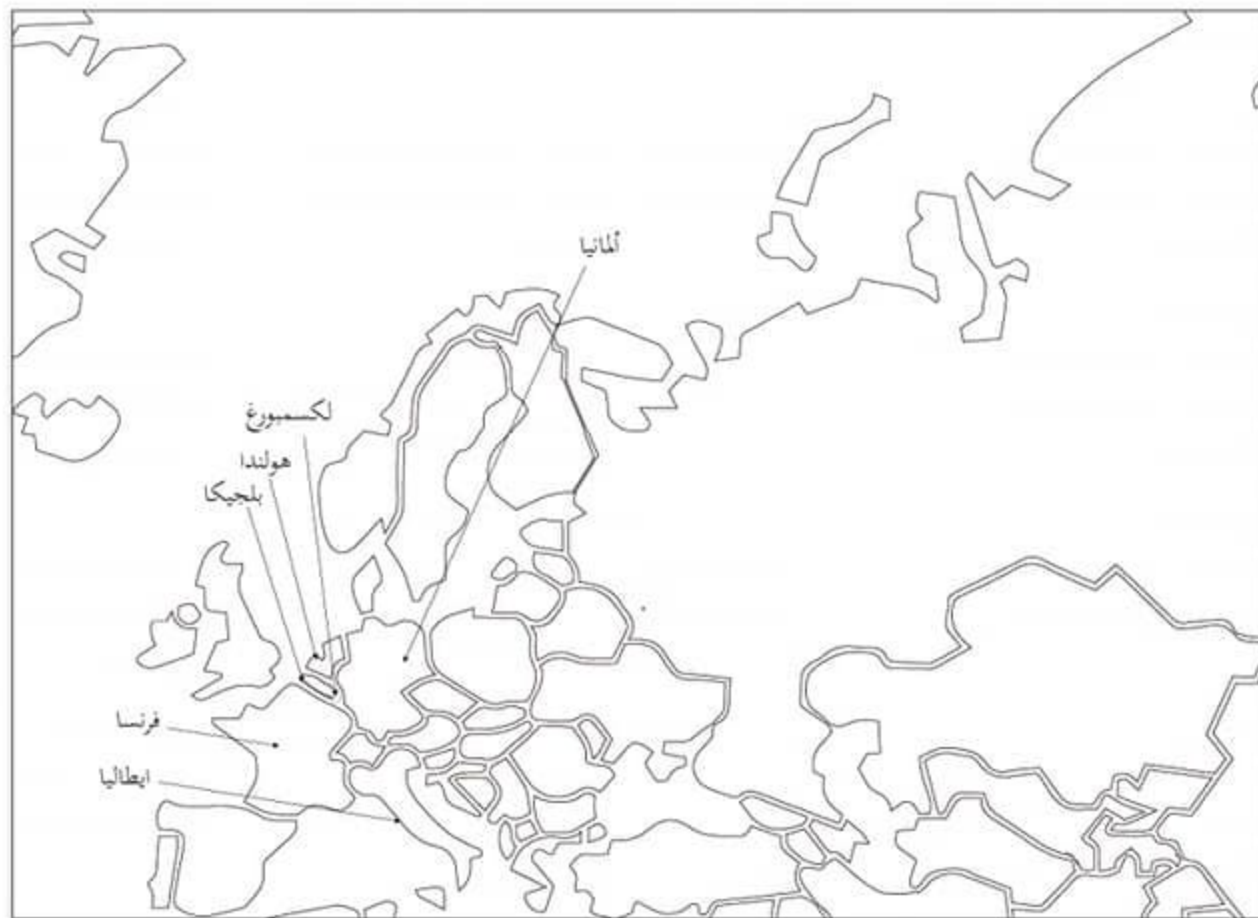 ألمانيا
لكسمبورغ
هولندا
بلجيكا
فرنسا
ايطاليا